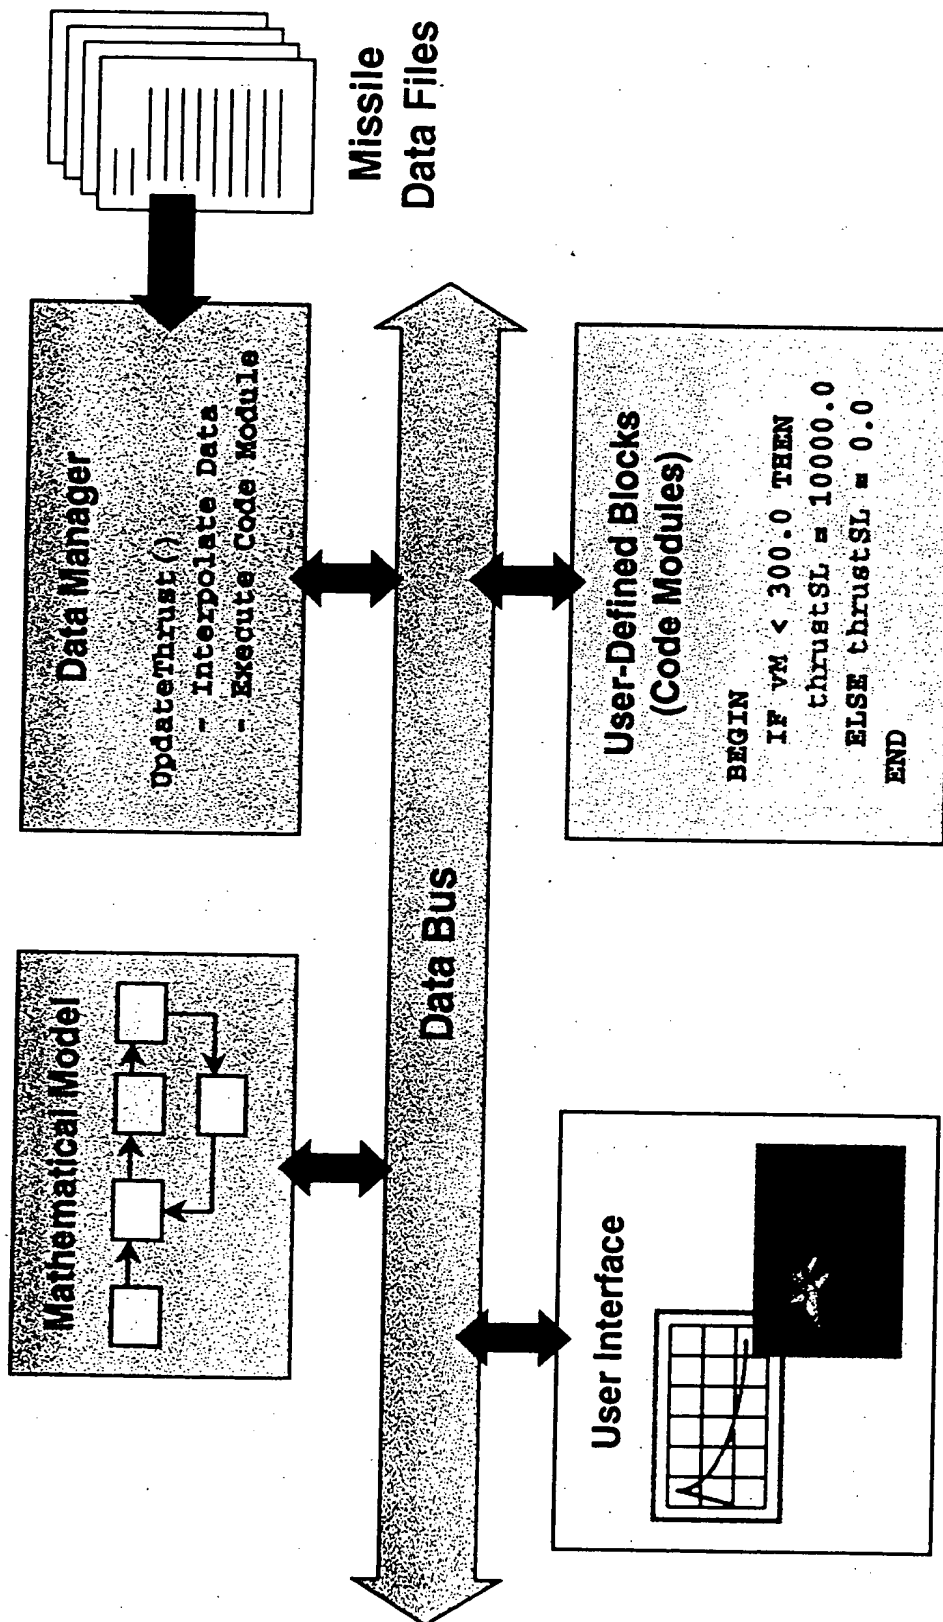 Mathematical Model
Data Manager
UpdateThrust()
- Interpolate Data
- Execute Code Module
Missile
Data Files
Data Bus
User Interface
User-Defined Blocks
(Code Modules)
BEGIN
IF vM < 300.0 THEN
thrustSL = 10000.0
ELSE thrustSL = 0.0
END